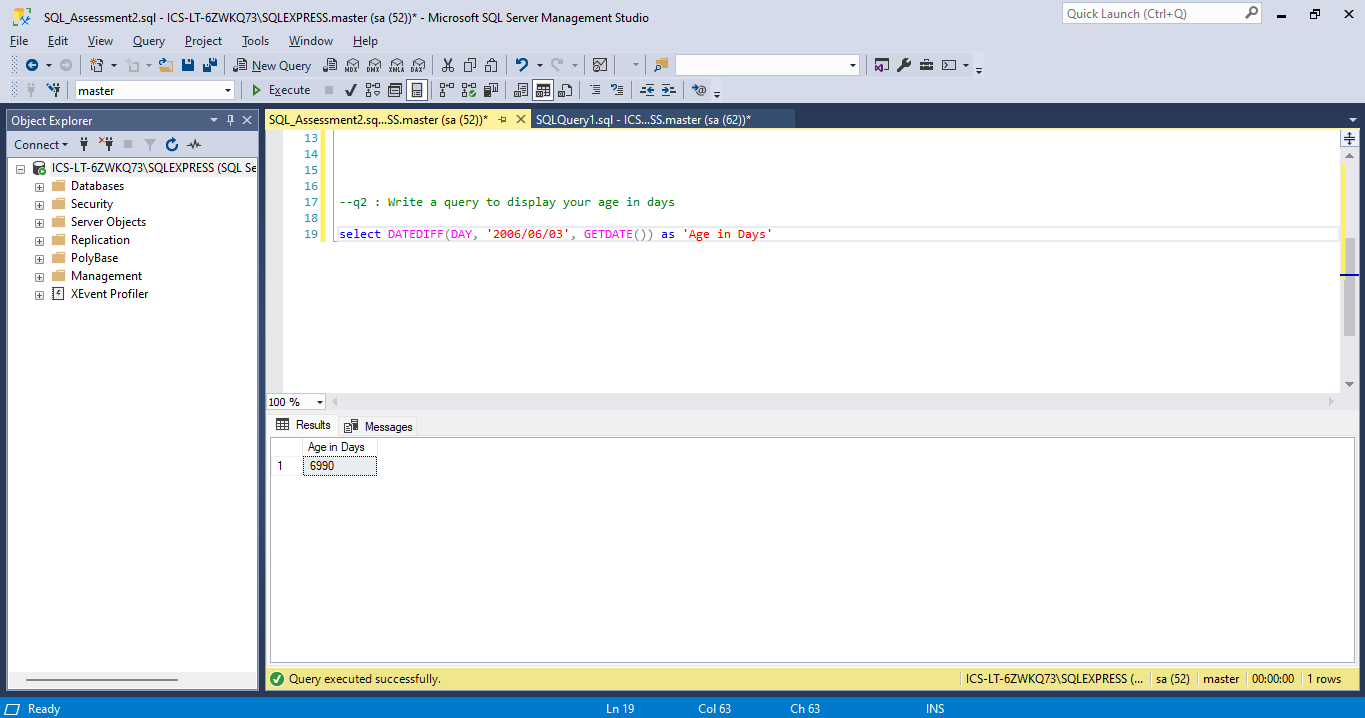 SQL_Assessment2.sql - ICS-LT-6ZWKQ73\SQLEXPRESS.master (sa (52))* - Microsoft SQL Server Management Studio
Quick Launch (Ctrl+Q)
File Edit View Query Project Tools Window Help
New Query MDX DMX XMLA DAX
master Execute
Object Explorer
SQL_Assessment2.sq...SS.master (sa (52))* SQLQuery1.sql - ICS...SS.master (sa (62))*
Connect
ICS-LT-6ZWKQ73\SQLEXPRESS (SQL Se
Databases
Security
Server Objects
Replication
PolyBase
Management
XEvent Profiler
13
14
15
16
17 --q2 : Write a query to display your age in days
18
19 select DATEDIFF(DAY, '2006/06/03', GETDATE()) as 'Age in Days'
100 %
Results Messages
Age in Days
1 6990
Query executed successfully. ICS-LT-6ZWKQ73\SQLEXPRESS (... sa (52) master 00:00:00 1 rows
Ready Ln 19 Col 63 Ch 63 INS